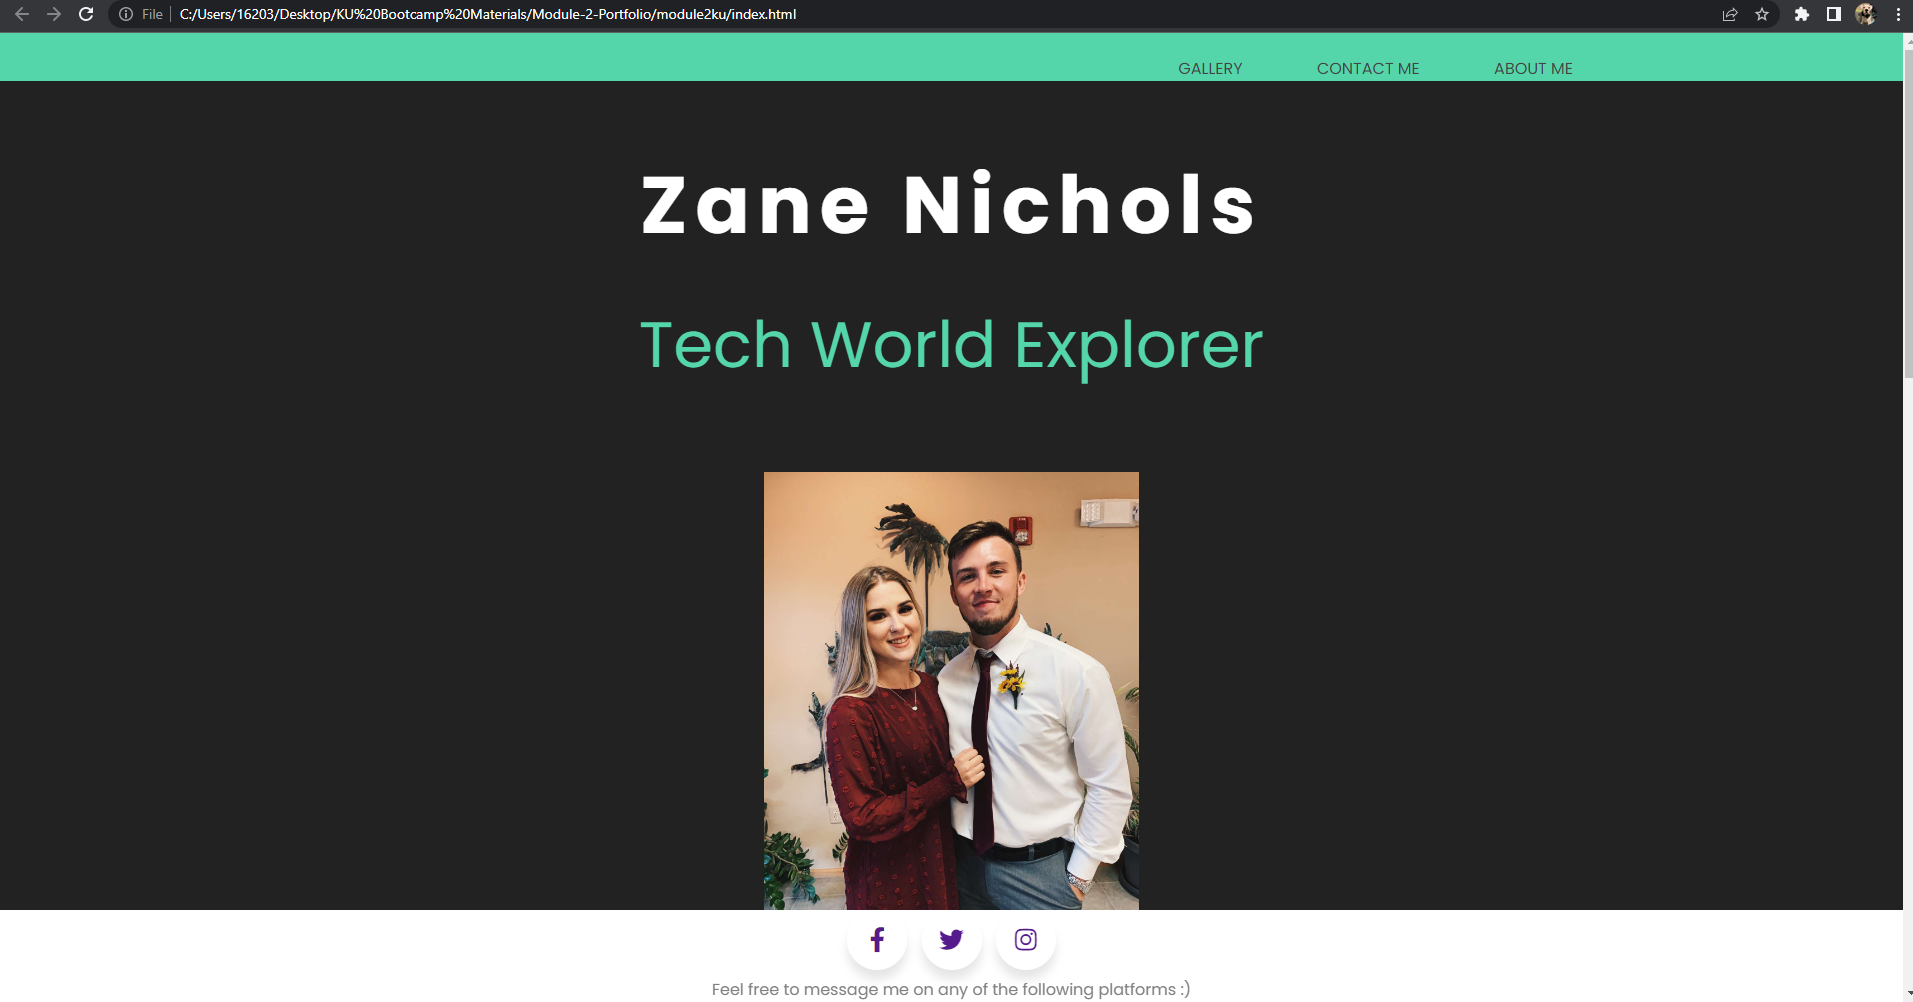 File
C:/Users/16203/Desktop/KU%20Bootcamp%20Materials/Module-2-Portfolio/module2ku/index.html
GALLERY CONTACT ME ABOUT ME
Zane Nichols
Tech World Explorer
Feel free to message me on any of the following platforms :)